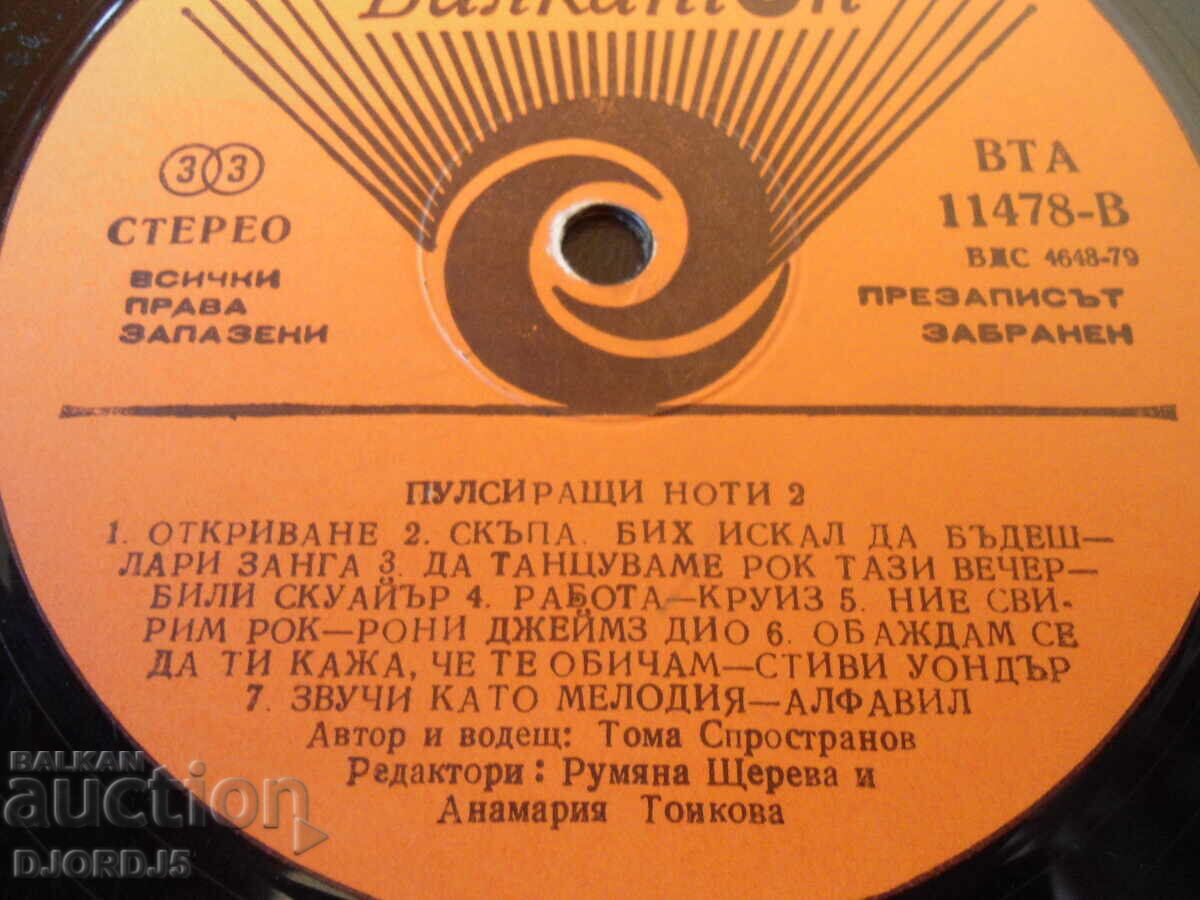 Балкантон
33
СТЕРЕО
ВСИЧКИ
ПРАВА
ЗАПАЗЕНИ
ВТА
11478-В
ВДС 4648-79
ПРЕЗАПИСЪТ
ЗАБРАНЕН
ПУЛСИРАЩИ НОТИ 2
1. ОТКРИВАНЕ 2. СКЪПА, БИХ ИСКАЛ ДА БЪДЕШ—
ЛАРИ ЗАНГА 3. ДА ТАНЦУВАМЕ РОК ТАЗИ ВЕЧЕР—
БИЛИ СКУАЙЪР 4. РАБОТА—КРУИЗ 5. НИЕ СВИ-
РИМ РОК—РОНИ ДЖЕЙМЗ ДИО 6. ОБАЖДАМ СЕ
ДА ТИ КАЖА, ЧЕ ТЕ ОБИЧАМ—СТИВИ УОНДЪР
7. ЗВУЧИ КАТО МЕЛОДИЯ—АЛФАВИЛ
Автор и водещ: Тома Спространов
Редактори: Румяна Щерева и
Анамария Тонкова
BALKAN
auction
DJORDJ5